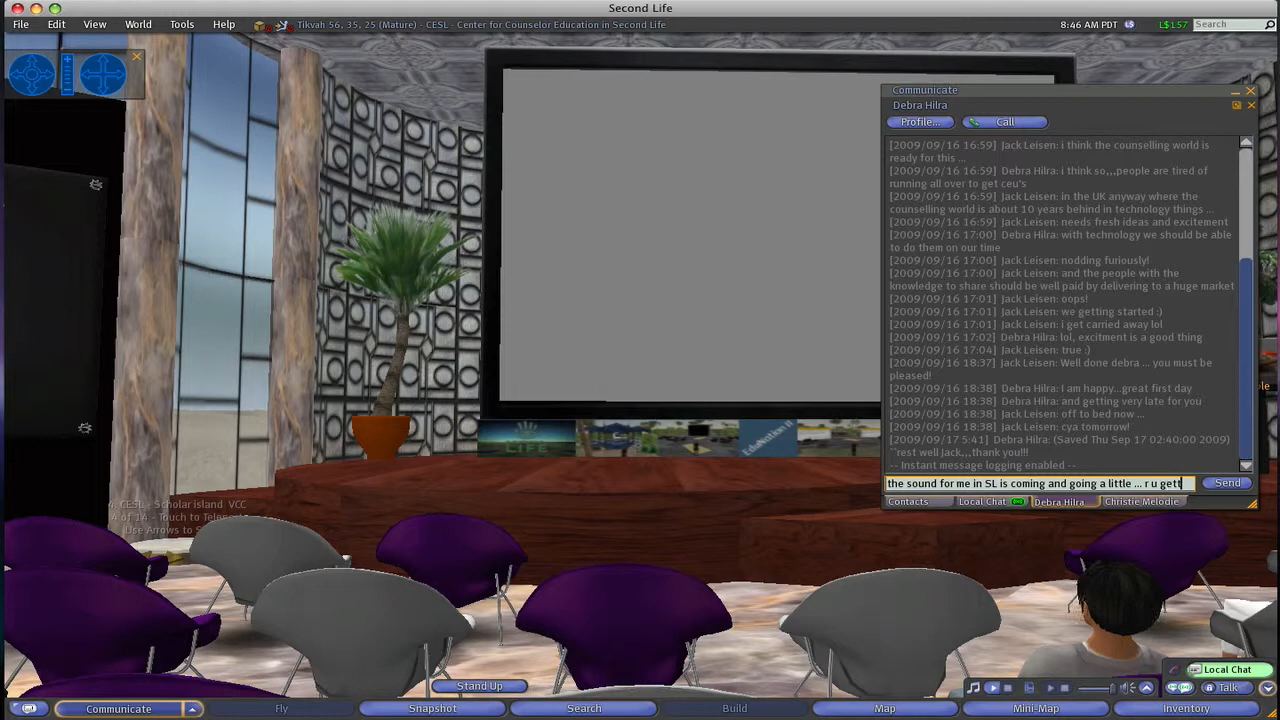 Second Life
File Edit View World Tools Help Tikvah 56, 35, 25 (Mature) - CESL - Center for Counselor Education in Second Life 8:46 AM PDT L$157 Search
Communicate
Debra Hilra
Profile... Call
[2009/09/16 16:59] Jack Leisen: i think the counselling world is
ready for this ...
[2009/09/16 16:59] Debra Hilra: i think so,,,people are tired of
running all over to get ceu's
[2009/09/16 16:59] Jack Leisen: in the UK anyway where the
counselling world is about 10 years behind in technology things ...
[2009/09/16 16:59] Jack Leisen: needs fresh ideas and excitement
[2009/09/16 17:00] Debra Hilra: with technology we should be able
to do them on our time
[2009/09/16 17:00] Jack Leisen: nodding furiously!
[2009/09/16 17:00] Jack Leisen: and the people with the
knowledge to share should be well paid by delivering to a huge market
[2009/09/16 17:01] Jack Leisen: oops!
[2009/09/16 17:01] Jack Leisen: we getting started :)
[2009/09/16 17:01] Jack Leisen: i get carried away lol
[2009/09/16 17:02] Debra Hilra: lol, excitment is a good thing
[2009/09/16 17:04] Jack Leisen: true :)
[2009/09/16 18:37] Jack Leisen: Well done debra ... you must be
pleased!
[2009/09/16 18:38] Debra Hilra: I am happy...great first day
[2009/09/16 18:38] Debra Hilra: and getting very late for you
[2009/09/16 18:38] Jack Leisen: off to bed now ...
[2009/09/16 18:38] Jack Leisen: cya tomorrow!
[2009/09/17 5:41] Debra Hilra: (Saved Thu Sep 17 02:40:00 2009)
``rest well Jack,,,thank you!!!
-- Instant message logging enabled --
the sound for me in SL is coming and going a little ... r u gett Send
Contacts Local Chat Debra Hilra Christie Melodie
LIFE
EduNation II
CESL - Scholar island VCC
4 of 14 - Touch to
Use Arrows to
Local Chat
Stand Up
Talk
Communicate Fly Snapshot Search Build Map Mini-Map Inventory